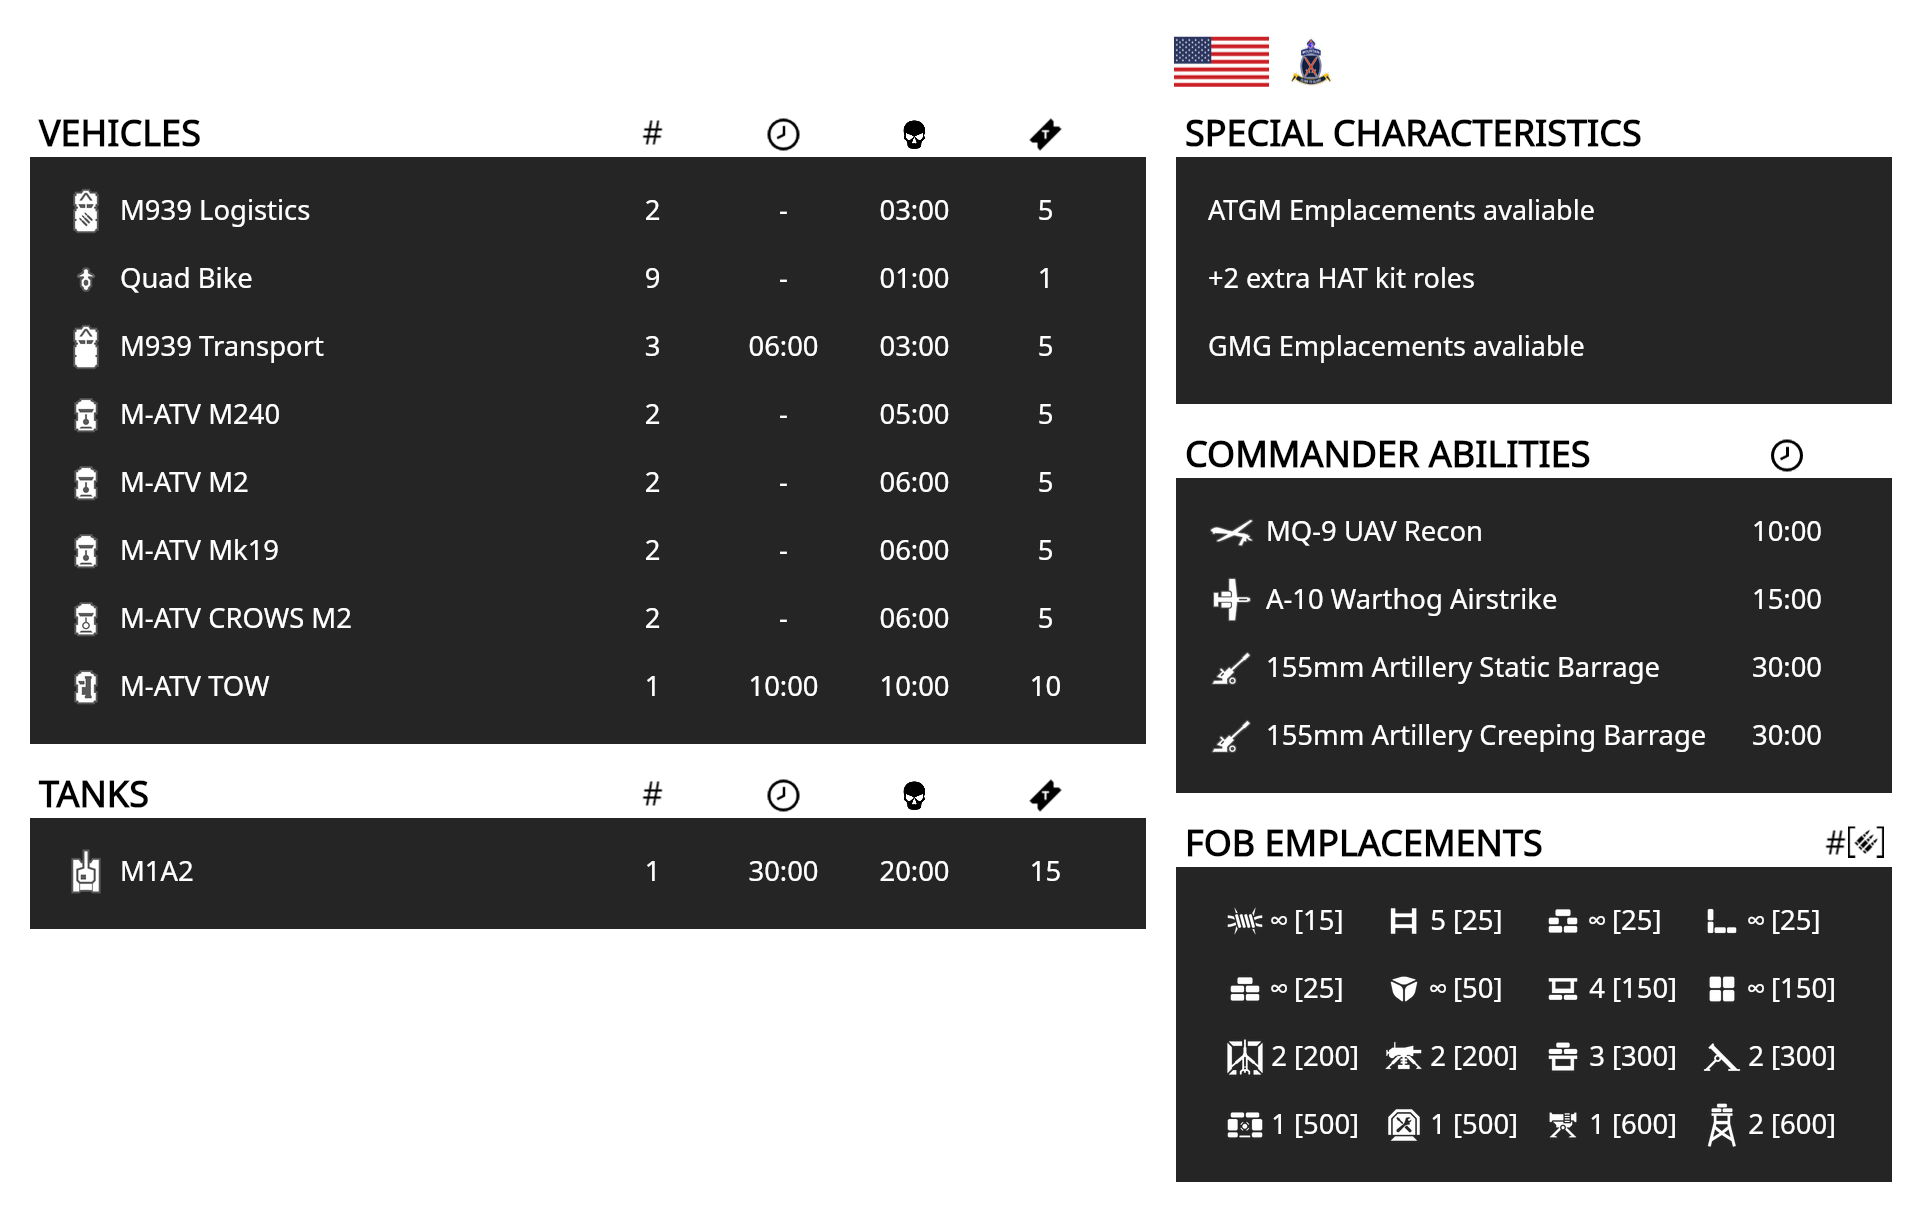 VEHICLES #
M939 Logistics 2 - 03:00 5
Quad Bike 9 - 01:00 1
M939 Transport 3 06:00 03:00 5
M-ATV M240 2 - 05:00 5
M-ATV M2 2 - 06:00 5
M-ATV Mk19 2 - 06:00 5
M-ATV CROWS M2 2 - 06:00 5
M-ATV TOW 1 10:00 10:00 10
TANKS #
M1A2 1 30:00 20:00 15
SPECIAL CHARACTERISTICS
ATGM Emplacements avaliable
+2 extra HAT kit roles
GMG Emplacements avaliable
COMMANDER ABILITIES
MQ-9 UAV Recon 10:00
A-10 Warthog Airstrike 15:00
155mm Artillery Static Barrage 30:00
155mm Artillery Creeping Barrage 30:00
FOB EMPLACEMENTS #[]
∞ [15] 5 [25] ∞ [25] ∞ [25]
∞ [25] ∞ [50] 4 [150] ∞ [150]
2 [200] 2 [200] 3 [300] 2 [300]
1 [500] 1 [500] 1 [600] 2 [600]